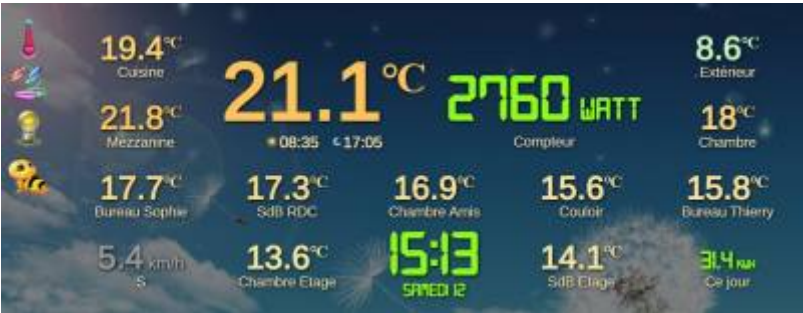 19.4°C
Cuisine
21.1°C
08:35 17:05
2760 WATT
Compteur
8.6°C
Extérieur
21.8°C
Mezzanine
18°C
Chambre
17.7°C
Bureau Sophie
17.3°C
SdB RDC
16.9°C
Chambre Amis
15.6°C
Couloir
15.8°C
Bureau Thierry
5.4 km/h
S
13.6°C
Chambre Etage
15:13
SAMEDI 12
14.1°C
SdB Etage
31.4 KWH
Ce jour